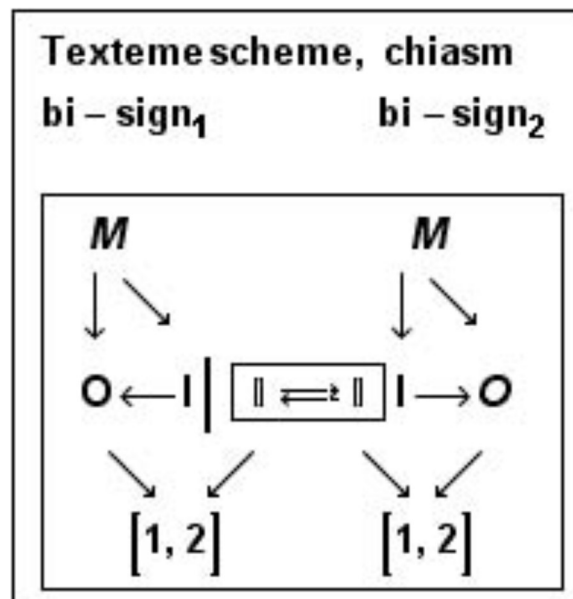 Texteme scheme, chiasm
bi – sign₁ bi – sign₂
M M
O ← I | ‖ ⇌ ‖ I → O
[1, 2] [1, 2]